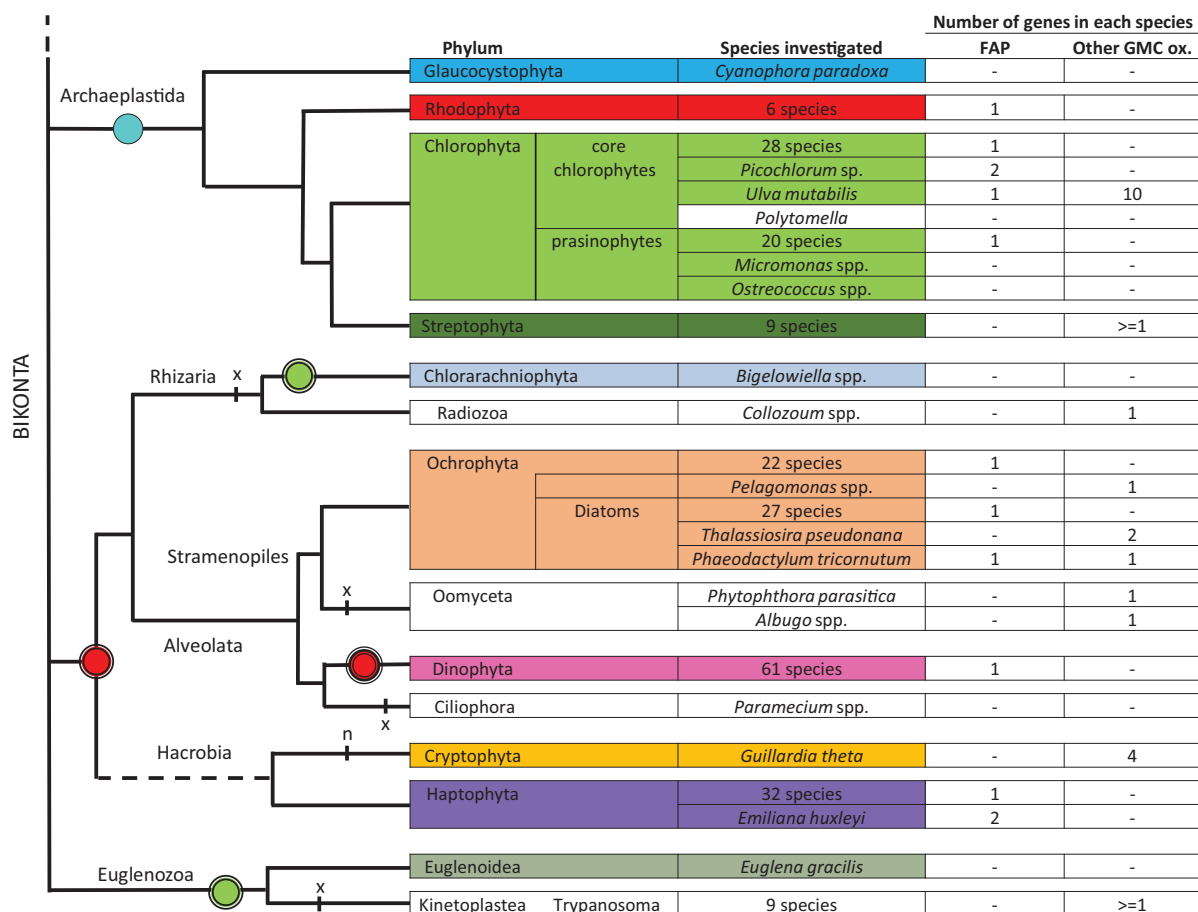 Number of genes in each species
Phylum Species investigated FAP Other GMC ox.
Glaucocystophyta Cyanophora paradoxa - -
Archaeplastida
Rhodophyta 6 species 1 -
Chlorophyta core 28 species 1 -
chlorophytes Picochlorum sp. 2 -
Ulva mutabilis 1 10
Polytomella - -
prasinophytes 20 species 1 -
Micromonas spp. - -
Ostreococcus spp. - -
Streptophyta 9 species - >=1
BIKONTA
Rhizaria x Chlorarachniophyta Bigelowiella spp. - -
Radiozoa Collozoum spp. - 1
Ochrophyta 22 species 1 -
Pelagomonas spp. - 1
Diatoms 27 species 1 -
Thalassiosira pseudonana - 2
Stramenopiles Phaeodactylum tricornutum 1 1
x Oomyceta Phytophthora parasitica - 1
Albugo spp. - 1
Alveolata
Dinophyta 61 species 1 -
Ciliophora Paramecium spp. - -
x
n
Hacrobia Cryptophyta Guillardia theta - 4
Haptophyta 32 species 1 -
Emiliana huxleyi 2 -
Euglenozoa Euglenoidea Euglena gracilis - -
x
Kinetoplastea Trypanosoma 9 species - >=1